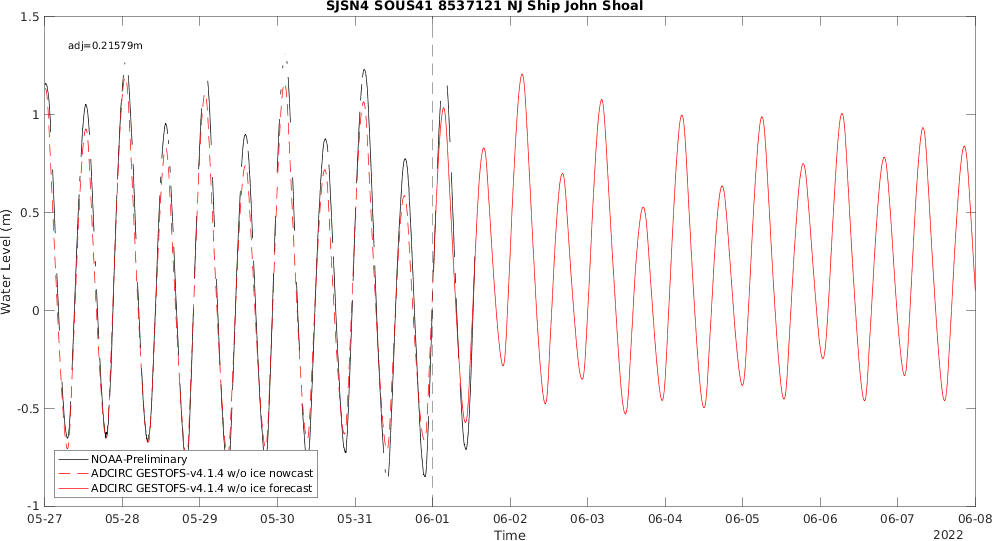 SJSN4 SOUS41 8537121 NJ Ship John Shoal
adj=0.21579m
1.5
1
0.5
0
-0.5
-1
Water Level (m)
NOAA-Preliminary
ADCIRC GESTOFS-v4.1.4 w/o ice nowcast
ADCIRC GESTOFS-v4.1.4 w/o ice forecast
05-27 05-28 05-29 05-30 05-31 06-01 06-02 06-03 06-04 06-05 06-06 06-07 06-08
Time
2022